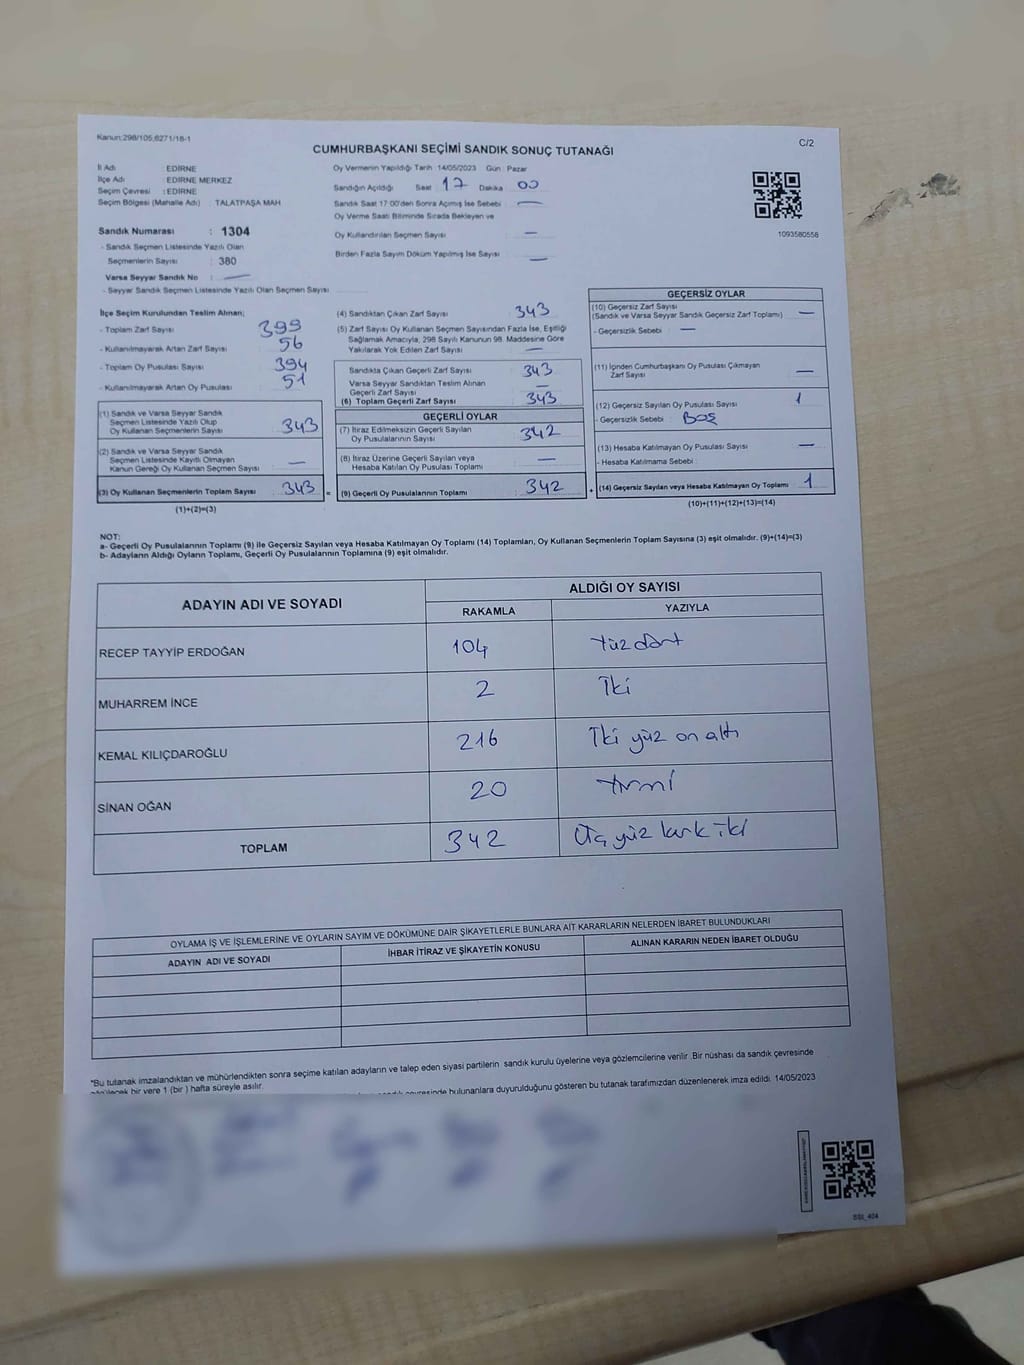 Kanun:298/105,6271/18-1
C/2
CUMHURBAŞKANI SEÇİMİ SANDIK SONUÇ TUTANAĞI
İl Adı EDİRNE
İlçe Adı EDİRNE MERKEZ
Seçim Çevresi : EDİRNE
Seçim Bölgesi (Mahalle Adı) : TALATPAŞA MAH
Sandık Numarası : 1304
- Sandık Seçmen Listesinde Yazılı Olan
Seçmenlerin Sayısı : 380
Varsa Seyyar Sandık No : —
- Seyyar Sandık Seçmen Listesinde Yazılı Olan Seçmen Sayısı
Oy Vermenin Yapıldığı Tarih :14/05/2023 Gün : Pazar
Sandığın Açıldığı Saat 17 Dakika 00
Sandık Saat 17:00'den Sonra Açımış İse Sebebi —
Oy Verme Saati Bitiminde Sırada Bekleyen ve
Oy Kullandırılan Seçmen Sayısı —
Birden Fazla Sayım Döküm Yapılmış İse Sayısı —
1093580558
İlçe Seçim Kurulundan Teslim Alınan;
- Toplam Zarf Sayısı 399
- Kullanılmayarak Artan Zarf Sayısı 56
- Toplam Oy Pusulası Sayısı 394
- Kullanılmayarak Artan Oy Pusulası 51
(1) Sandık ve Varsa Seyyar Sandık
Seçmen Listesinde Yazılı Olup
Oy Kullanan Seçmenlerin Sayısı 343
(2) Sandık ve Varsa Seyyar Sandık
Seçmen Listesinde Kayıtlı Olmayan
Kanun Gereği Oy Kullanan Seçmen Sayısı —
(3) Oy Kullanan Seçmenlerin Toplam Sayısı 343 =
(1)+(2)=(3)
(4) Sandıktan Çıkan Zarf Sayısı 343
(5) Zarf Sayısı Oy Kullanan Seçmen Sayısından Fazla İse, Eşitliği
Sağlamak Amacıyla, 298 Sayılı Kanunun 98. Maddesine Göre
Yakılarak Yok Edilen Zarf Sayısı —
Sandıkta Çıkan Geçerli Zarf Sayısı 343
Varsa Seyyar Sandıktan Teslim Alınan
Geçerli Zarf Sayısı —
(6) Toplam Geçerli Zarf Sayısı 343
GEÇERLİ OYLAR
(7) İtiraz Edilmeksizin Geçerli Sayılan
Oy Pusulalarının Sayısı 342
(8) İtiraz Üzerine Geçerli Sayılan veya
Hesaba Katılan Oy Pusulası Toplamı —
(9) Geçerli Oy Pusulalarının Toplamı 342 +
GEÇERSİZ OYLAR
(10) Geçersiz Zarf Sayısı
(Sandık ve Varsa Seyyar Sandık Geçersiz Zarf Toplamı) —
- Geçersizlik Sebebi : —
(11) İçinden Cumhurbaşkanı Oy Pusulası Çıkmayan
Zarf Sayısı —
(12) Geçersiz Sayılan Oy Pusulası Sayısı 1
- Geçersizlik Sebebi : BOŞ
(13) Hesaba Katılmayan Oy Pusulası Sayısı —
- Hesaba Katılmama Sebebi :
(14) Geçersiz Sayılan veya Hesaba Katılmayan Oy Toplamı 1
(10)+(11)+(12)+(13)=(14)
NOT:
a- Geçerli Oy Pusulalarının Toplamı (9) ile Geçersiz Sayılan veya Hesaba Katılmayan Oy Toplamı (14) Toplamları, Oy Kullanan Seçmenlerin Toplam Sayısına (3) eşit olmalıdır. (9)+(14)=(3)
b- Adayların Aldığı Oyların Toplamı, Geçerli Oy Pusulalarının Toplamına (9) eşit olmalıdır.
ADAYIN ADI VE SOYADI
ALDIĞI OY SAYISI
RAKAMLA YAZIYLA
RECEP TAYYİP ERDOĞAN 104 Yüz dört
MUHARREM İNCE 2 İki
KEMAL KILIÇDAROĞLU 216 İki yüz on altı
SİNAN OĞAN 20 Yirmi
TOPLAM 342 Üç yüz kırk iki
OYLAMA İŞ VE İŞLEMLERİNE VE OYLARIN SAYIM VE DÖKÜMÜNE DAİR ŞİKAYETLERLE BUNLARA AİT KARARLARIN NELERDEN İBARET BULUNDUKLARI
ADAYIN ADI VE SOYADI İHBAR İTİRAZ VE ŞİKAYETİN KONUSU ALINAN KARARIN NEDEN İBARET OLDUĞU
"Bu tutanak imzalandıktan ve mühürlendikten sonra seçime katılan adayların ve talep eden siyasi partilerin sandık kurulu üyelerine veya gözlemcilerine verilir .Bir nüshası da sandık çevresinde
bir yere 1 (bir ) hafta süreyle asılır.
bulunanlara duyurulduğunu gösteren bu tutanak tarafımızdan düzenlenerek imza edildi. 14/05/2023